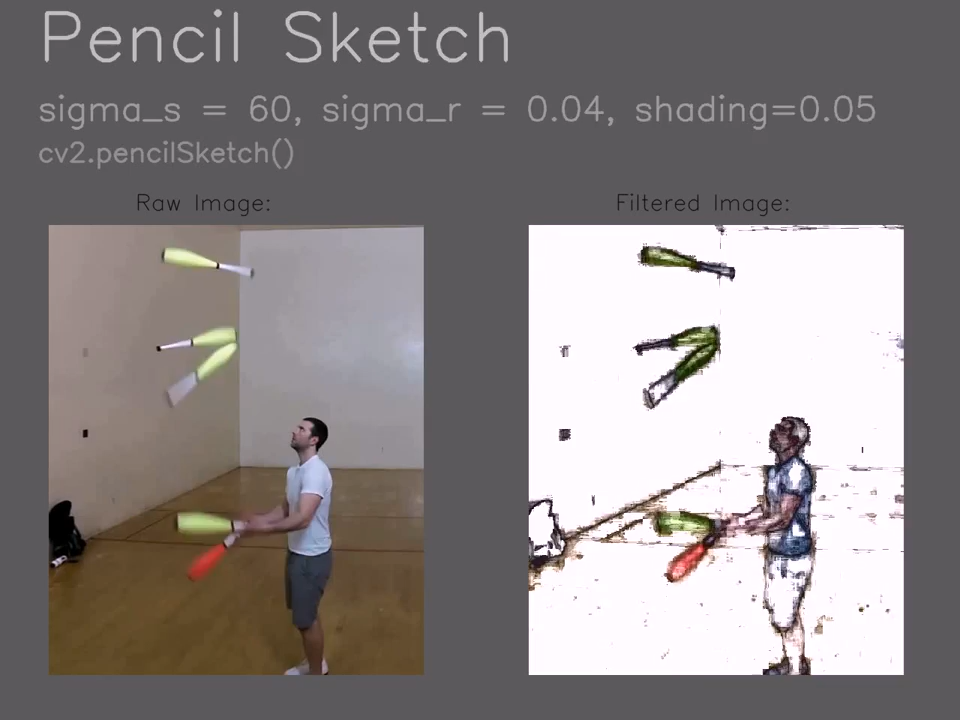 Pencil Sketch
sigma_s = 60, sigma_r = 0.04, shading=0.05
cv2.pencilSketch()
Raw Image:
Filtered Image: